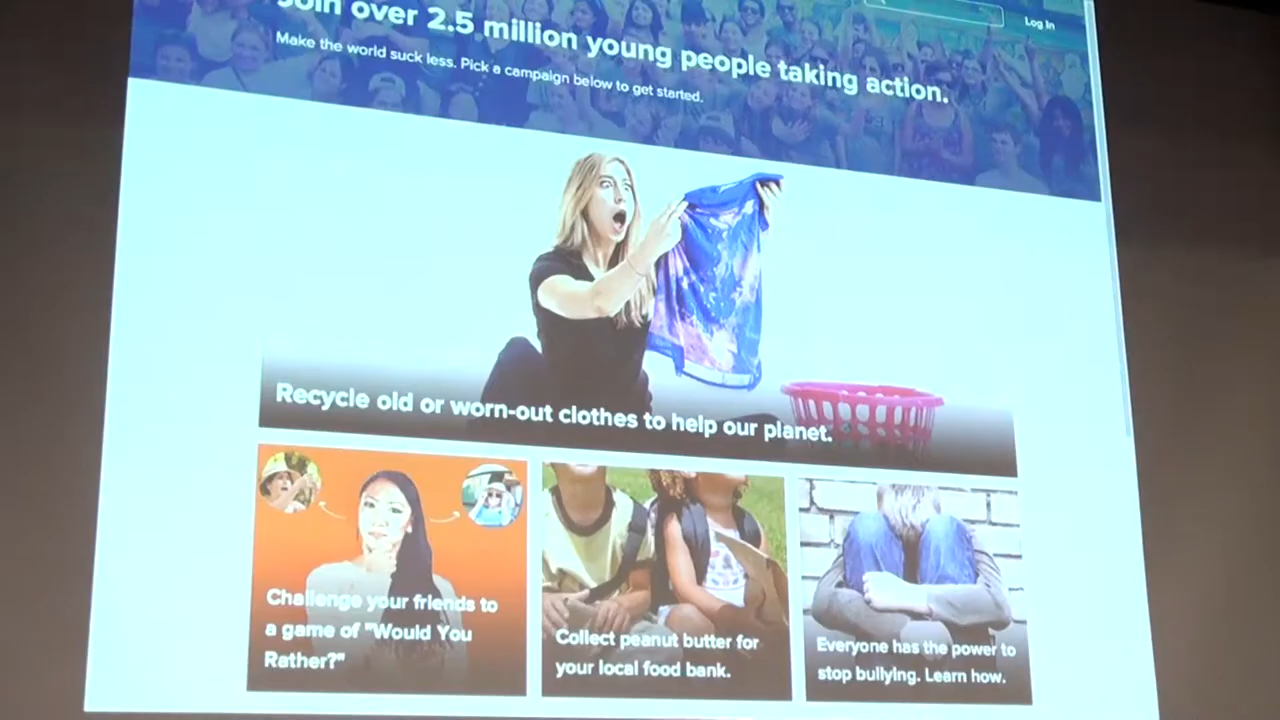 Join over 2.5 million young people taking action.
Log In
Make the world suck less. Pick a campaign below to get started.
Recycle old or worn-out clothes to help our planet.
Challenge your friends to
a game of "Would You
Rather?"
Collect peanut butter for
your local food bank.
Everyone has the power to
stop bullying. Learn how.